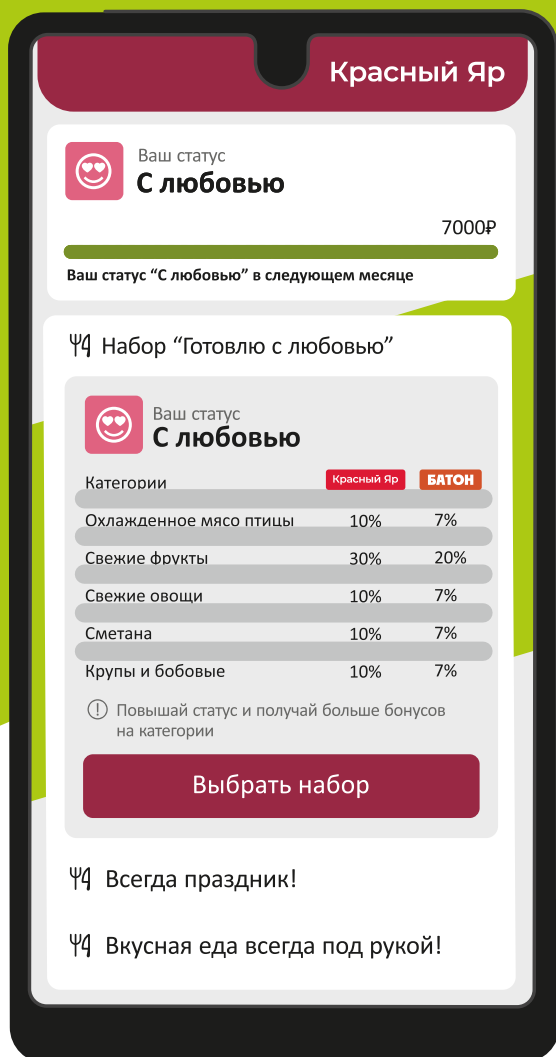 Красный Яр
Ваш статус
С любовью
7000₽
Ваш статус “С любовью” в следующем месяце
Набор “Готовлю с любовью”
Ваш статус
С любовью
Категории Красный Яр БАТОН
Охлажденное мясо птицы 10% 7%
Свежие фрукты 30% 20%
Свежие овощи 10% 7%
Сметана 10% 7%
Крупы и бобовые 10% 7%
Повышай статус и получай больше бонусов
на категории
Выбрать набор
Всегда праздник!
Вкусная еда всегда под рукой!